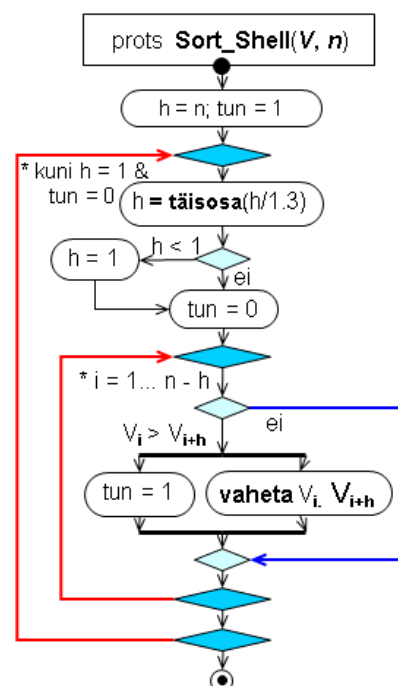 prots Sort_Shell(V, n)
h = n; tun = 1
* kuni h = 1 &
tun = 0
h = täisosa(h/1.3)
h < 1
h = 1
ei
tun = 0
* i = 1... n - h
ei
Vi > Vi+h
tun = 1
vaheta Vi, Vi+h